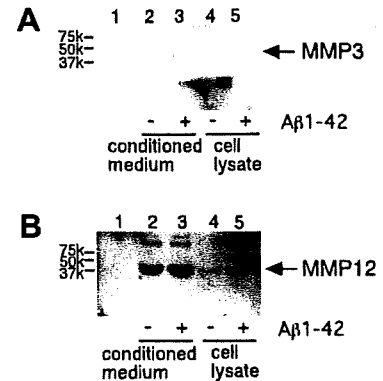 A
1 2 3 4 5
75k-
50k-
37k-
MMP3
- + - + Aβ1-42
conditioned medium
cell lysate
B
1 2 3 4 5
75k-
50k-
37k-
MMP12
- + - + Aβ1-42
conditioned medium
cell lysate